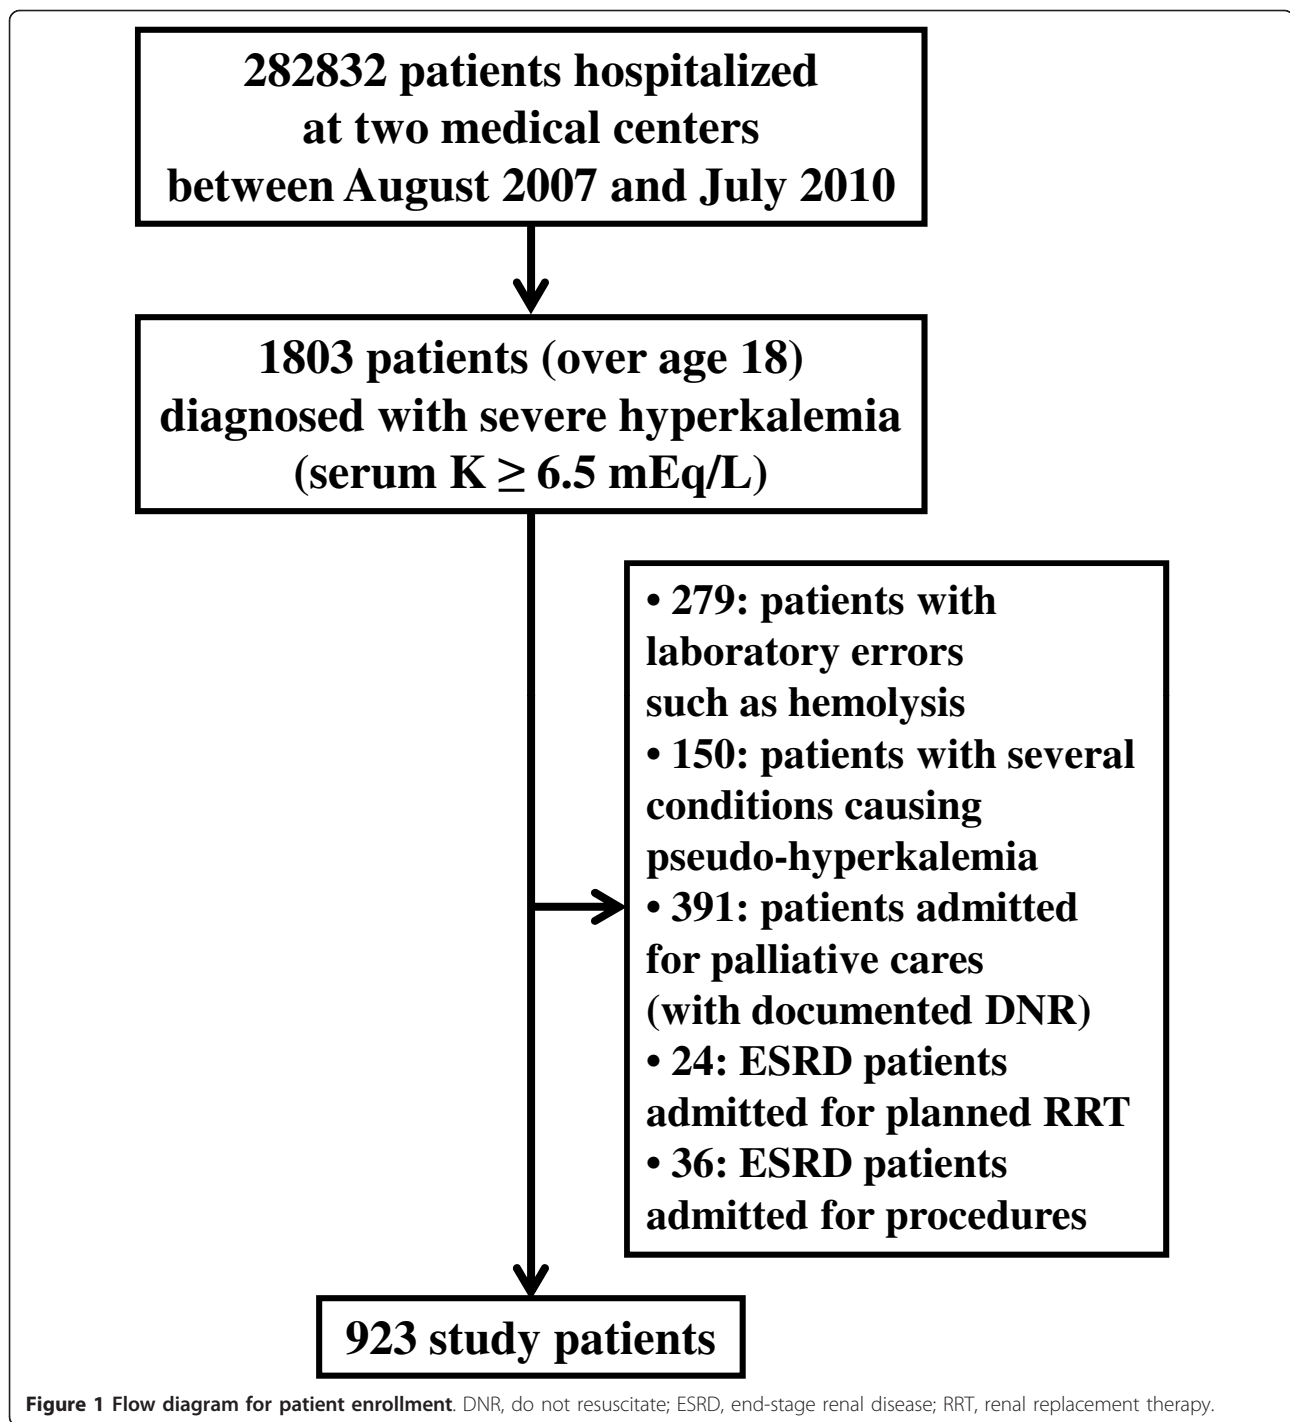 282832 patients hospitalized
at two medical centers
between August 2007 and July 2010
1803 patients (over age 18)
diagnosed with severe hyperkalemia
(serum K ≥ 6.5 mEq/L)
• 279: patients with
laboratory errors
such as hemolysis
• 150: patients with several
conditions causing
pseudo-hyperkalemia
• 391: patients admitted
for palliative cares
(with documented DNR)
• 24: ESRD patients
admitted for planned RRT
• 36: ESRD patients
admitted for procedures
923 study patients
Figure 1 Flow diagram for patient enrollment. DNR, do not resuscitate; ESRD, end-stage renal disease; RRT, renal replacement therapy.